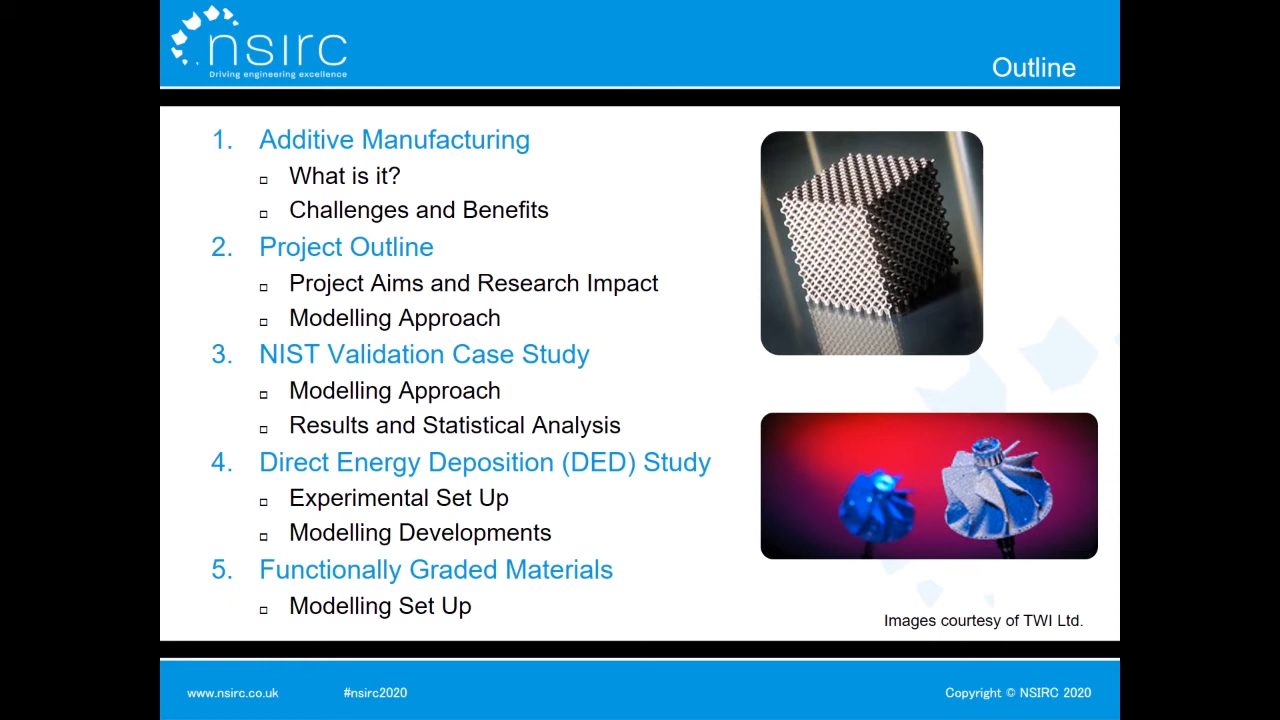 nsirc
Driving engineering excellence
Outline
1. Additive Manufacturing
What is it?
Challenges and Benefits
2. Project Outline
Project Aims and Research Impact
Modelling Approach
3. NIST Validation Case Study
Modelling Approach
Results and Statistical Analysis
4. Direct Energy Deposition (DED) Study
Experimental Set Up
Modelling Developments
5. Functionally Graded Materials
Modelling Set Up
Images courtesy of TWI Ltd.
www.nsirc.co.uk
#nsirc2020
Copyright © NSIRC 2020